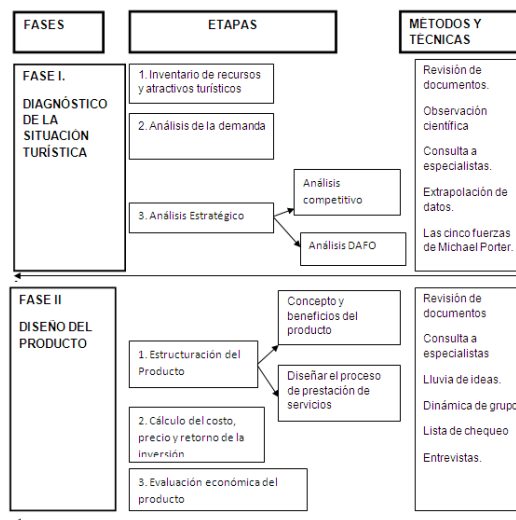 FASES
ETAPAS
MÉTODOS Y
TÉCNICAS
FASE I.
DIAGNÓSTICO
DE LA
SITUACIÓN
TURÍSTICA
1. Inventario de recursos
y atractivos turísticos
2. Análisis de la demanda
3. Análisis Estratégico
Análisis
competitivo
Análisis DAFO
Revisión de
documentos.
Observación
científica
Consulta a
especialistas.
Extrapolación de
datos.
Las cinco fuerzas
de Michael Porter.
FASE II
DISEÑO DEL
PRODUCTO
1. Estructuración del
Producto
Concepto y
beneficios del
producto
Diseñar el proceso
de prestación de
servicios
2. Cálculo del costo,
precio y retorno de la
inversión
3. Evaluación económica del
producto
Revisión de
documentos
Consulta a
especialistas
Lluvia de ideas.
Dinámica de grupo
Lista de chequeo
Entrevistas.